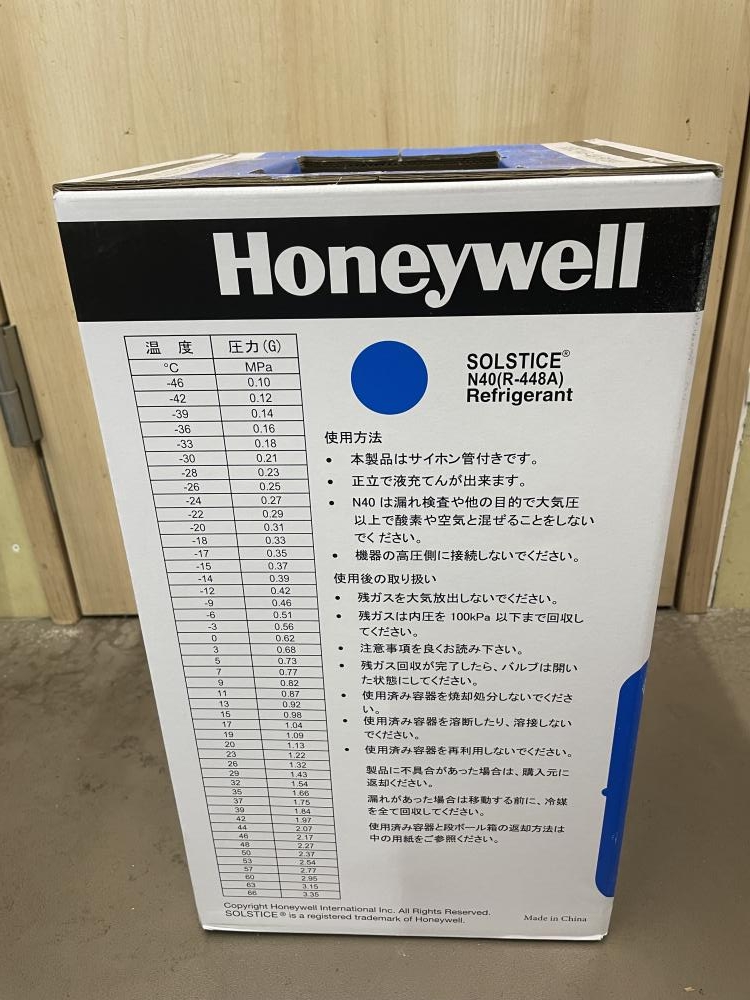 Honeywell
温度 圧力(G)
°C MPa
-46 0.10
-42 0.12
-39 0.14
-36 0.16
-33 0.18
-30 0.21
-28 0.23
-26 0.25
-24 0.27
-22 0.29
-20 0.31
-18 0.33
-17 0.35
-15 0.37
-14 0.39
-12 0.42
-9 0.46
-6 0.51
-3 0.56
0 0.62
3 0.68
5 0.73
7 0.77
9 0.82
11 0.87
13 0.92
15 0.98
17 1.04
19 1.09
20 1.13
23 1.22
26 1.32
29 1.43
32 1.54
35 1.66
37 1.75
39 1.84
42 1.97
44 2.07
46 2.17
48 2.27
50 2.37
53 2.54
57 2.77
60 2.95
63 3.15
66 3.35
SOLSTICE®
N40(R-448A)
Refrigerant
使用方法
• 本製品はサイホン管付きです。
• 正立で液充てんが出来ます。
• N40 は漏れ検査や他の目的で大気圧
以上で酸素や空気と混ぜることをしない
でください。
• 機器の高圧側に接続しないでください。
使用後の取り扱い
• 残ガスを大気放出しないでください。
• 残ガスは内圧を 100kPa 以下まで回収し
てください。
• 注意事項を良くお読み下さい。
• 残ガス回収が完了したら、バルブは開い
た状態にしてください。
• 使用済み容器を焼却処分しないでくださ
い。
• 使用済み容器を溶断したり、溶接しない
でください。
• 使用済み容器を再利用しないでください。
製品に不具合があった場合は、購入元に
返却ください。
漏れがあった場合は移動する前に、冷媒
を全て回収してください。
使用済み容器と段ボール箱の返却方法は
中の用紙をご参照ください。
Copyright Honeywell International Inc. All Rights Reserved.
SOLSTICE® is a registered trademark of Honeywell.
Made in China